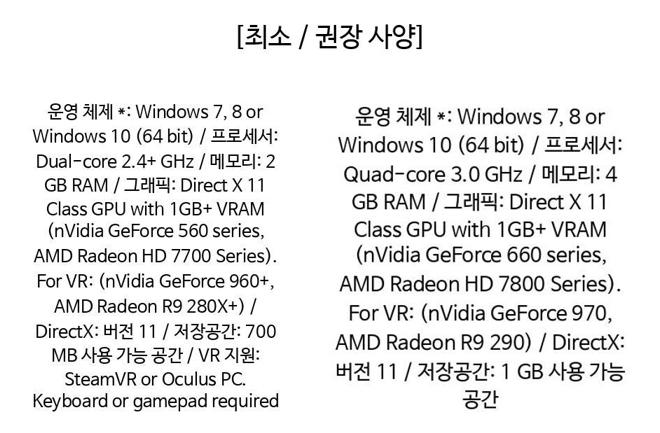 [최소 / 권장 사양]
운영 체제 *: Windows 7, 8 or
Windows 10 (64 bit) / 프로세서:
Dual-core 2.4+ GHz / 메모리: 2
GB RAM / 그래픽: Direct X 11
Class GPU with 1GB+ VRAM
(nVidia GeForce 560 series,
AMD Radeon HD 7700 Series).
For VR: (nVidia GeForce 960+,
AMD Radeon R9 280X+) /
DirectX: 버전 11 / 저장공간: 700
MB 사용 가능 공간 / VR 지원:
SteamVR or Oculus PC.
Keyboard or gamepad required
운영 체제 *: Windows 7, 8 or
Windows 10 (64 bit) / 프로세서:
Quad-core 3.0 GHz / 메모리: 4
GB RAM / 그래픽: Direct X 11
Class GPU with 1GB+ VRAM
(nVidia GeForce 660 series,
AMD Radeon HD 7800 Series).
For VR: (nVidia GeForce 970,
AMD Radeon R9 290) / DirectX:
버전 11 / 저장공간: 1 GB 사용 가능
공간